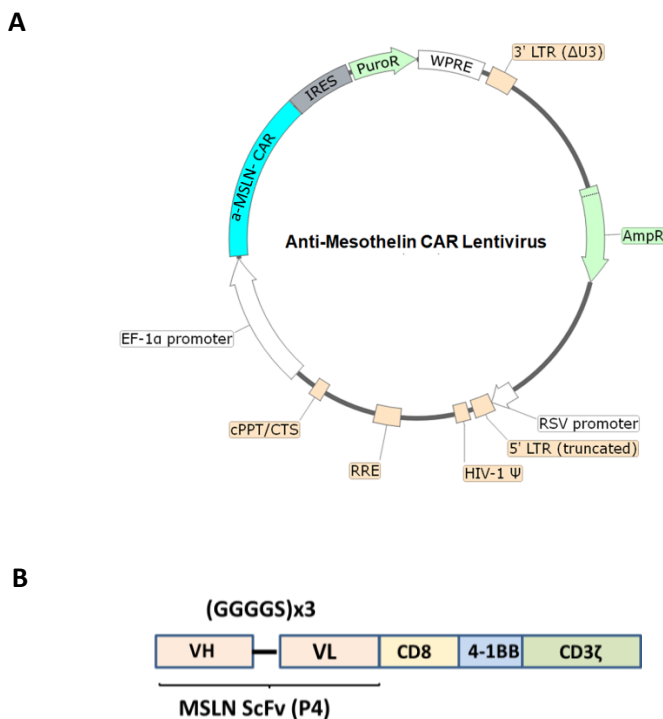 A
3' LTR (ΔU3)
WPRE
PuroR
IRES
a-MSLN- CAR
Anti-Mesothelin CAR Lentivirus
AmpR
EF-1α promoter
RSV promoter
cPPT/CTS
5' LTR (truncated)
RRE
HIV-1 Ψ
B
(GGGGS)x3
VH VL CD8 4-1BB CD3ζ
MSLN ScFv (P4)